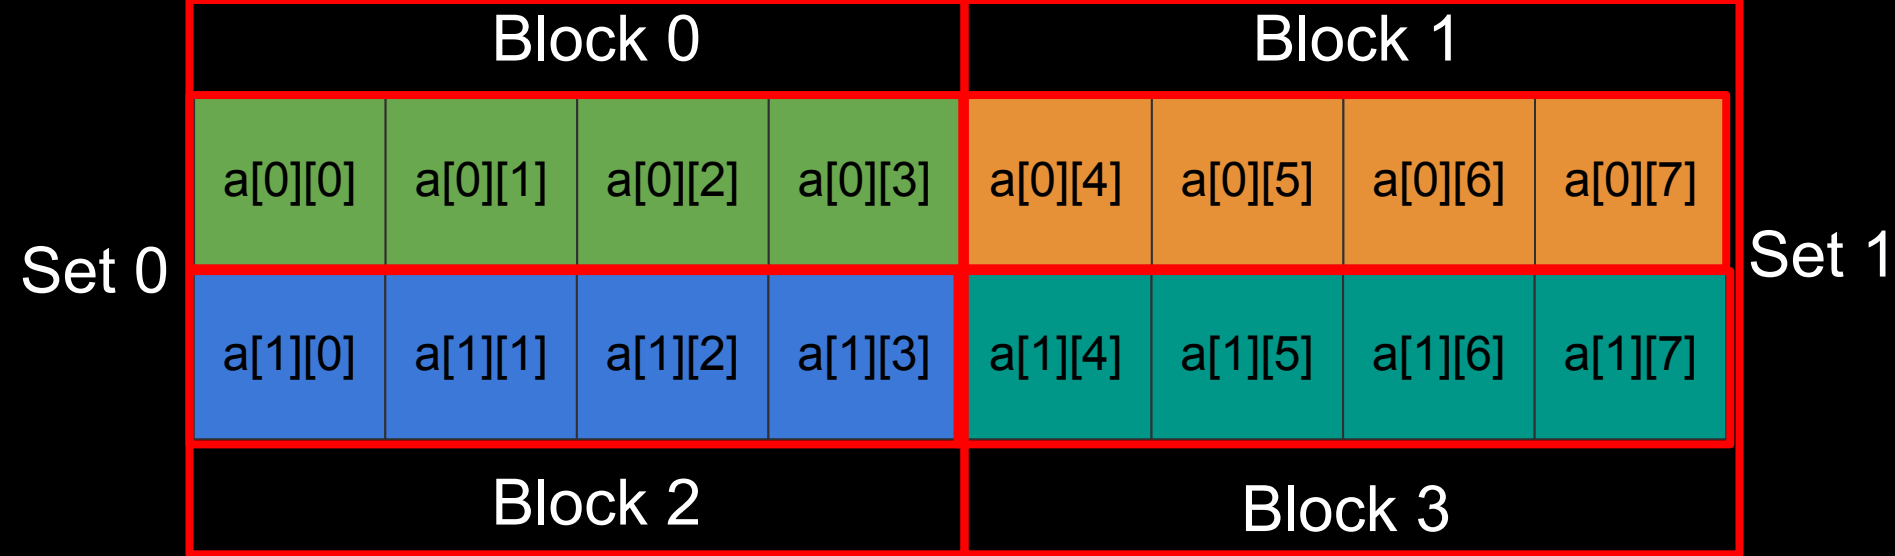 Block 0 Block 1
a[0][0] a[0][1] a[0][2] a[0][3] a[0][4] a[0][5] a[0][6] a[0][7]
Set 0 Set 1
a[1][0] a[1][1] a[1][2] a[1][3] a[1][4] a[1][5] a[1][6] a[1][7]
Block 2 Block 3